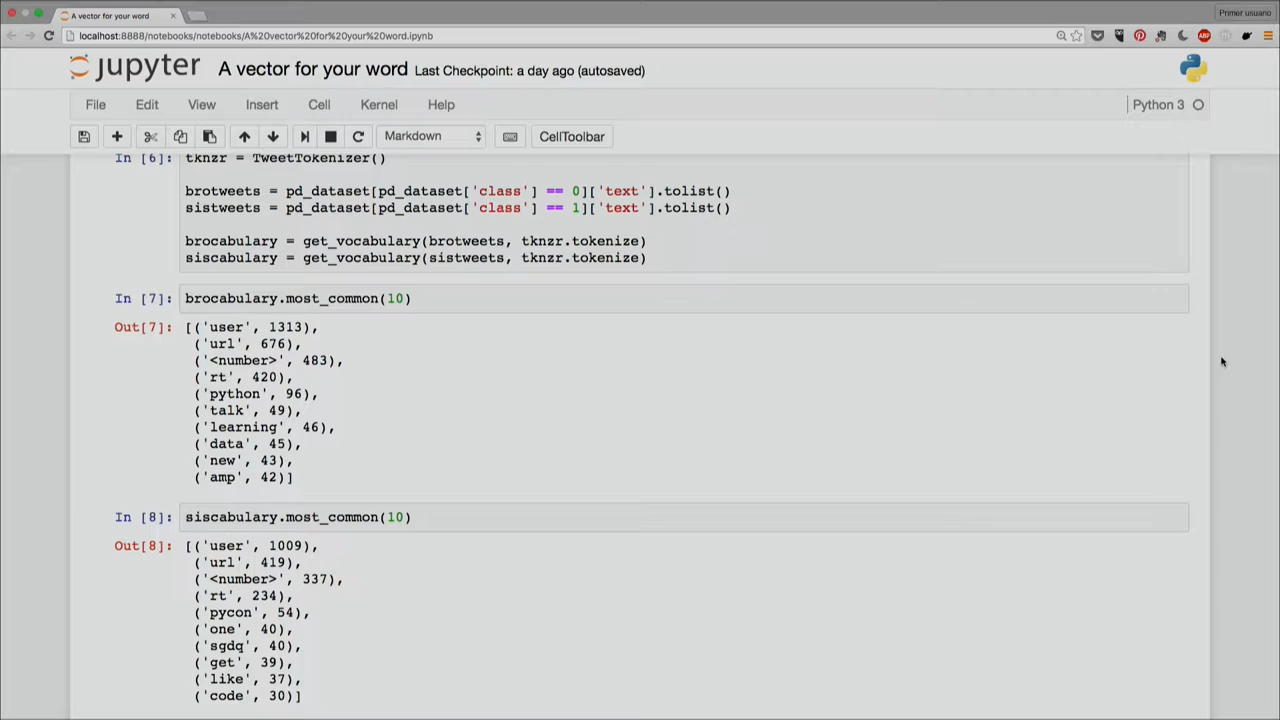 A vector for your word
Primer usuario
localhost:8888/notebooks/notebooks/A%20vector%20for%20your%20word.ipynb
ABP
jupyter A vector for your word Last Checkpoint: a day ago (autosaved)
File Edit View Insert Cell Kernel Help
Python 3
Markdown
CellToolbar
In [6]: tknzr = TweetTokenizer()
brotweets = pd_dataset[pd_dataset['class'] == 0]['text'].tolist()
sistweets = pd_dataset[pd_dataset['class'] == 1]['text'].tolist()
brocabulary = get_vocabulary(brotweets, tknzr.tokenize)
siscabulary = get_vocabulary(sistweets, tknzr.tokenize)
In [7]: brocabulary.most_common(10)
Out[7]: [('user', 1313),
('url', 676),
('<number>', 483),
('rt', 420),
('python', 96),
('talk', 49),
('learning', 46),
('data', 45),
('new', 43),
('amp', 42)]
In [8]: siscabulary.most_common(10)
Out[8]: [('user', 1009),
('url', 419),
('<number>', 337),
('rt', 234),
('pycon', 54),
('one', 40),
('sgdq', 40),
('get', 39),
('like', 37),
('code', 30)]